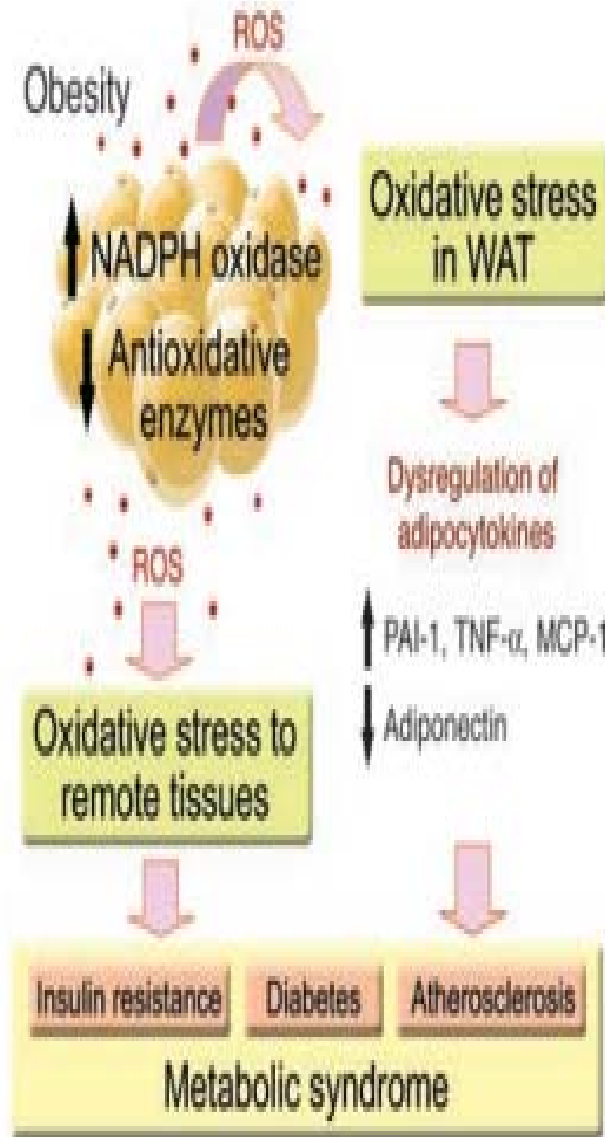 ROS
Obesity
NADPH oxidase
Antioxidative
enzymes
Oxidative stress
in WAT
Dysregulation of
adipocytokines
PAI-1, TNF-α, MCP-1
Adiponectin
ROS
Oxidative stress to
remote tissues
Insulin resistance
Diabetes
Atherosclerosis
Metabolic syndrome